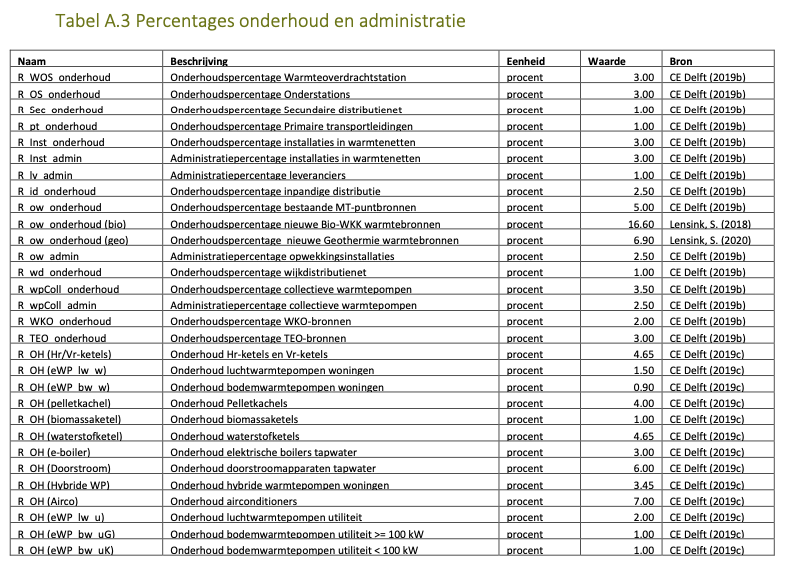 Tabel A.3 Percentages onderhoud en administratie
Naam Beschrijving Eenheid Waarde Bron
R_WOS_onderhoud Onderhoudspercentage Warmteoverdrachtstation procent 3.00 CE Delft (2019b)
R_OS_onderhoud Onderhoudspercentage Onderstations procent 3.00 CE Delft (2019b)
R_Sec_onderhoud Onderhoudspercentage Secundaire distributienet procent 1.00 CE Delft (2019b)
R_pt_onderhoud Onderhoudspercentage Primaire transportleidingen procent 1.00 CE Delft (2019b)
R_Inst_onderhoud Onderhoudspercentage installaties in warmtenetten procent 3.00 CE Delft (2019b)
R_Inst_admin Administratiepercentage installaties in warmtenetten procent 3.00 CE Delft (2019b)
R_lv_admin Administratiepercentage leveranciers procent 1.00 CE Delft (2019b)
R_id_onderhoud Onderhoudspercentage inpandige distributie procent 2.50 CE Delft (2019b)
R_ow_onderhoud Onderhoudspercentage bestaande MT-puntbronnen procent 5.00 CE Delft (2019b)
R_ow_onderhoud (bio) Onderhoudspercentage nieuwe Bio-WKK warmtebronnen procent 16.60 Lensink, S. (2018)
R_ow_onderhoud (geo) Onderhoudspercentage nieuwe Geothermie warmtebronnen procent 6.90 Lensink, S. (2020)
R_ow_admin Administratiepercentage opwekkingsinstallaties procent 2.50 CE Delft (2019b)
R_wd_onderhoud Onderhoudspercentage wijkdistributienet procent 1.00 CE Delft (2019b)
R_wpColl_onderhoud Onderhoudspercentage collectieve warmtepompen procent 3.50 CE Delft (2019b)
R_wpColl_admin Administratiepercentage collectieve warmtepompen procent 2.50 CE Delft (2019b)
R_WKO_onderhoud Onderhoudspercentage WKO-bronnen procent 2.00 CE Delft (2019b)
R_TEO_onderhoud Onderhoudspercentage TEO-bronnen procent 3.00 CE Delft (2019b)
R_OH (Hr/Vr-ketels) Onderhoud Hr-ketels en Vr-ketels procent 4.65 CE Delft (2019c)
R_OH (eWP_lw_w) Onderhoud luchtwarmtepompen woningen procent 1.50 CE Delft (2019c)
R_OH (eWP_bw_w) Onderhoud bodemwarmtepompen woningen procent 0.90 CE Delft (2019c)
R_OH (pelletkachel) Onderhoud Pelletkachels procent 4.00 CE Delft (2019c)
R_OH (biomassaketel) Onderhoud biomassaketels procent 1.00 CE Delft (2019c)
R_OH (waterstofketel) Onderhoud waterstofketels procent 4.65 CE Delft (2019c)
R_OH (e-boiler) Onderhoud elektrische boilers tapwater procent 3.00 CE Delft (2019c)
R_OH (Doorstroom) Onderhoud doorstroomapparaten tapwater procent 6.00 CE Delft (2019c)
R_OH (Hybride WP) Onderhoud hybride warmtepompen woningen procent 3.45 CE Delft (2019c)
R_OH (Airco) Onderhoud airconditioners procent 7.00 CE Delft (2019c)
R_OH (eWP_lw_u) Onderhoud luchtwarmtepompen utiliteit procent 2.00 CE Delft (2019c)
R_OH (eWP_bw_uG) Onderhoud bodemwarmtepompen utiliteit >= 100 kW procent 1.00 CE Delft (2019c)
R_OH (eWP_bw_uK) Onderhoud bodemwarmtepompen utiliteit < 100 kW procent 1.00 CE Delft (2019c)